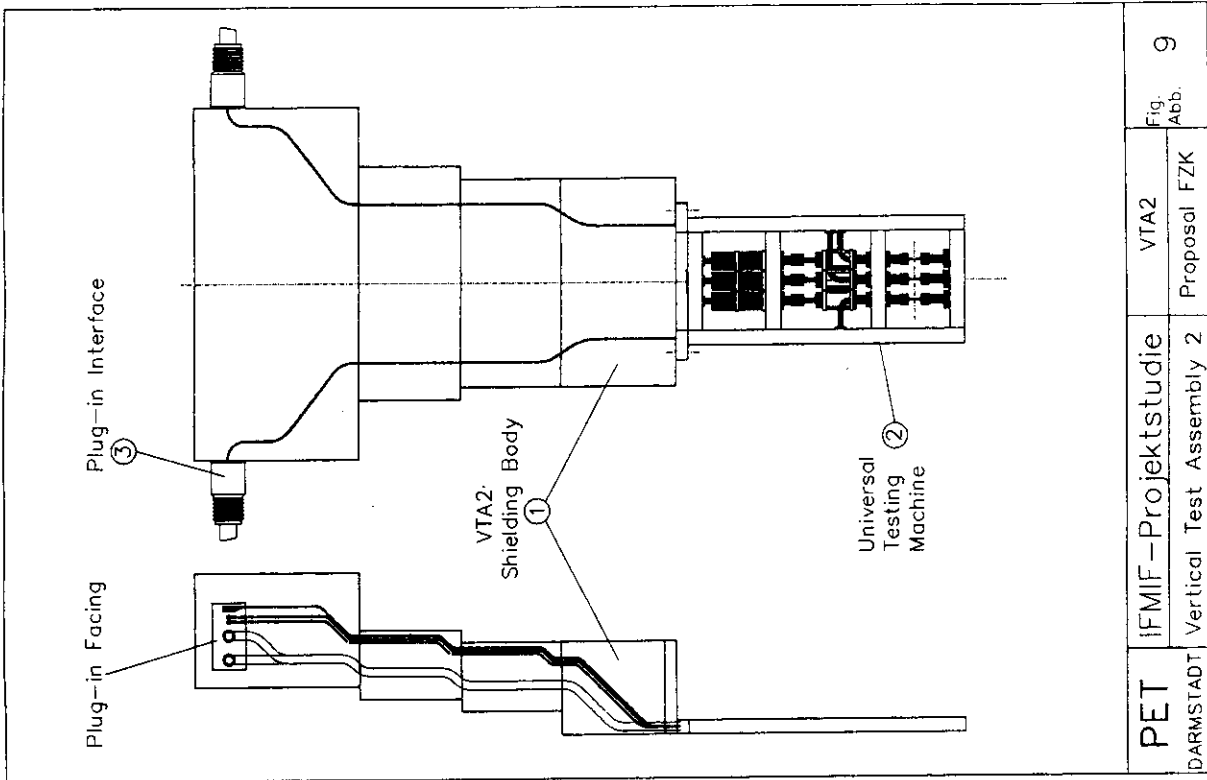 Plug-in Facing
Plug-in Interface
3
VTA2
Shielding Body
1
Universal
Testing
Machine
2
PET
DARMSTADT
IFMIF-Projektstudie
Vertical Test Assembly 2
VTA2
Proposal FZK
Fig.
Abb.
9